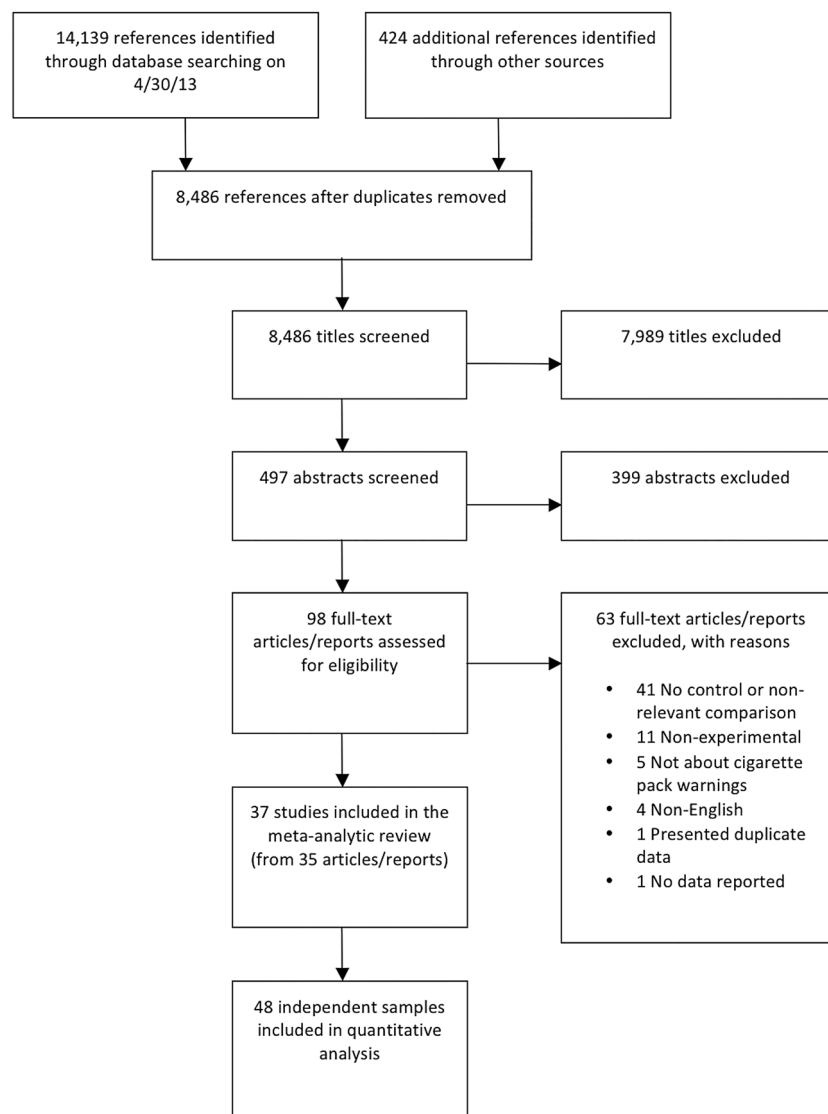 14,139 references identified
through database searching on
4/30/13
424 additional references identified
through other sources
8,486 references after duplicates removed
8,486 titles screened
7,989 titles excluded
497 abstracts screened
399 abstracts excluded
98 full-text
articles/reports assessed
for eligibility
63 full-text articles/reports
excluded, with reasons
• 41 No control or non-
relevant comparison
• 11 Non-experimental
• 5 Not about cigarette
pack warnings
• 4 Non-English
• 1 Presented duplicate
data
• 1 No data reported
37 studies included in the
meta-analytic review
(from 35 articles/reports)
48 independent samples
included in quantitative
analysis